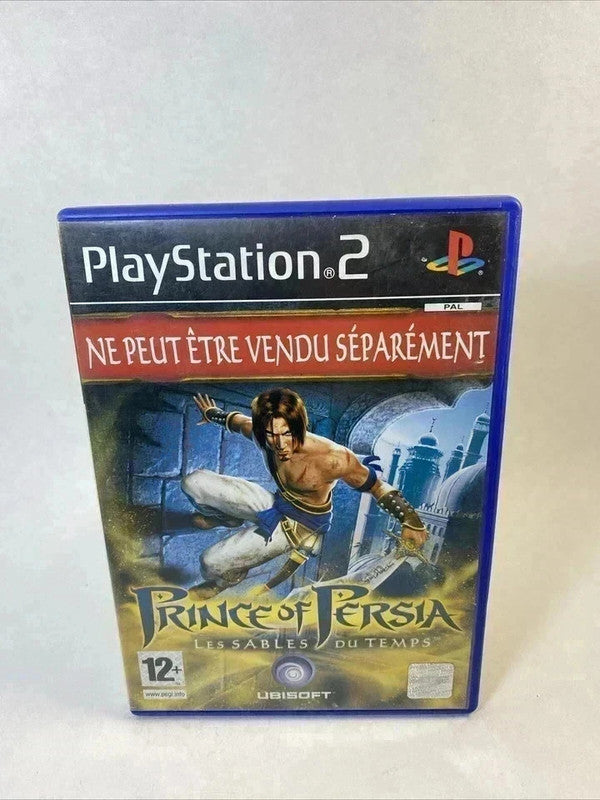 PlayStation®2
PAL
NE PEUT ÊTRE VENDU SÉPARÉMENT
PRINCE OF PERSIA
LES SABLES DU TEMPS™
12+
www.pegi.info
UBISOFT